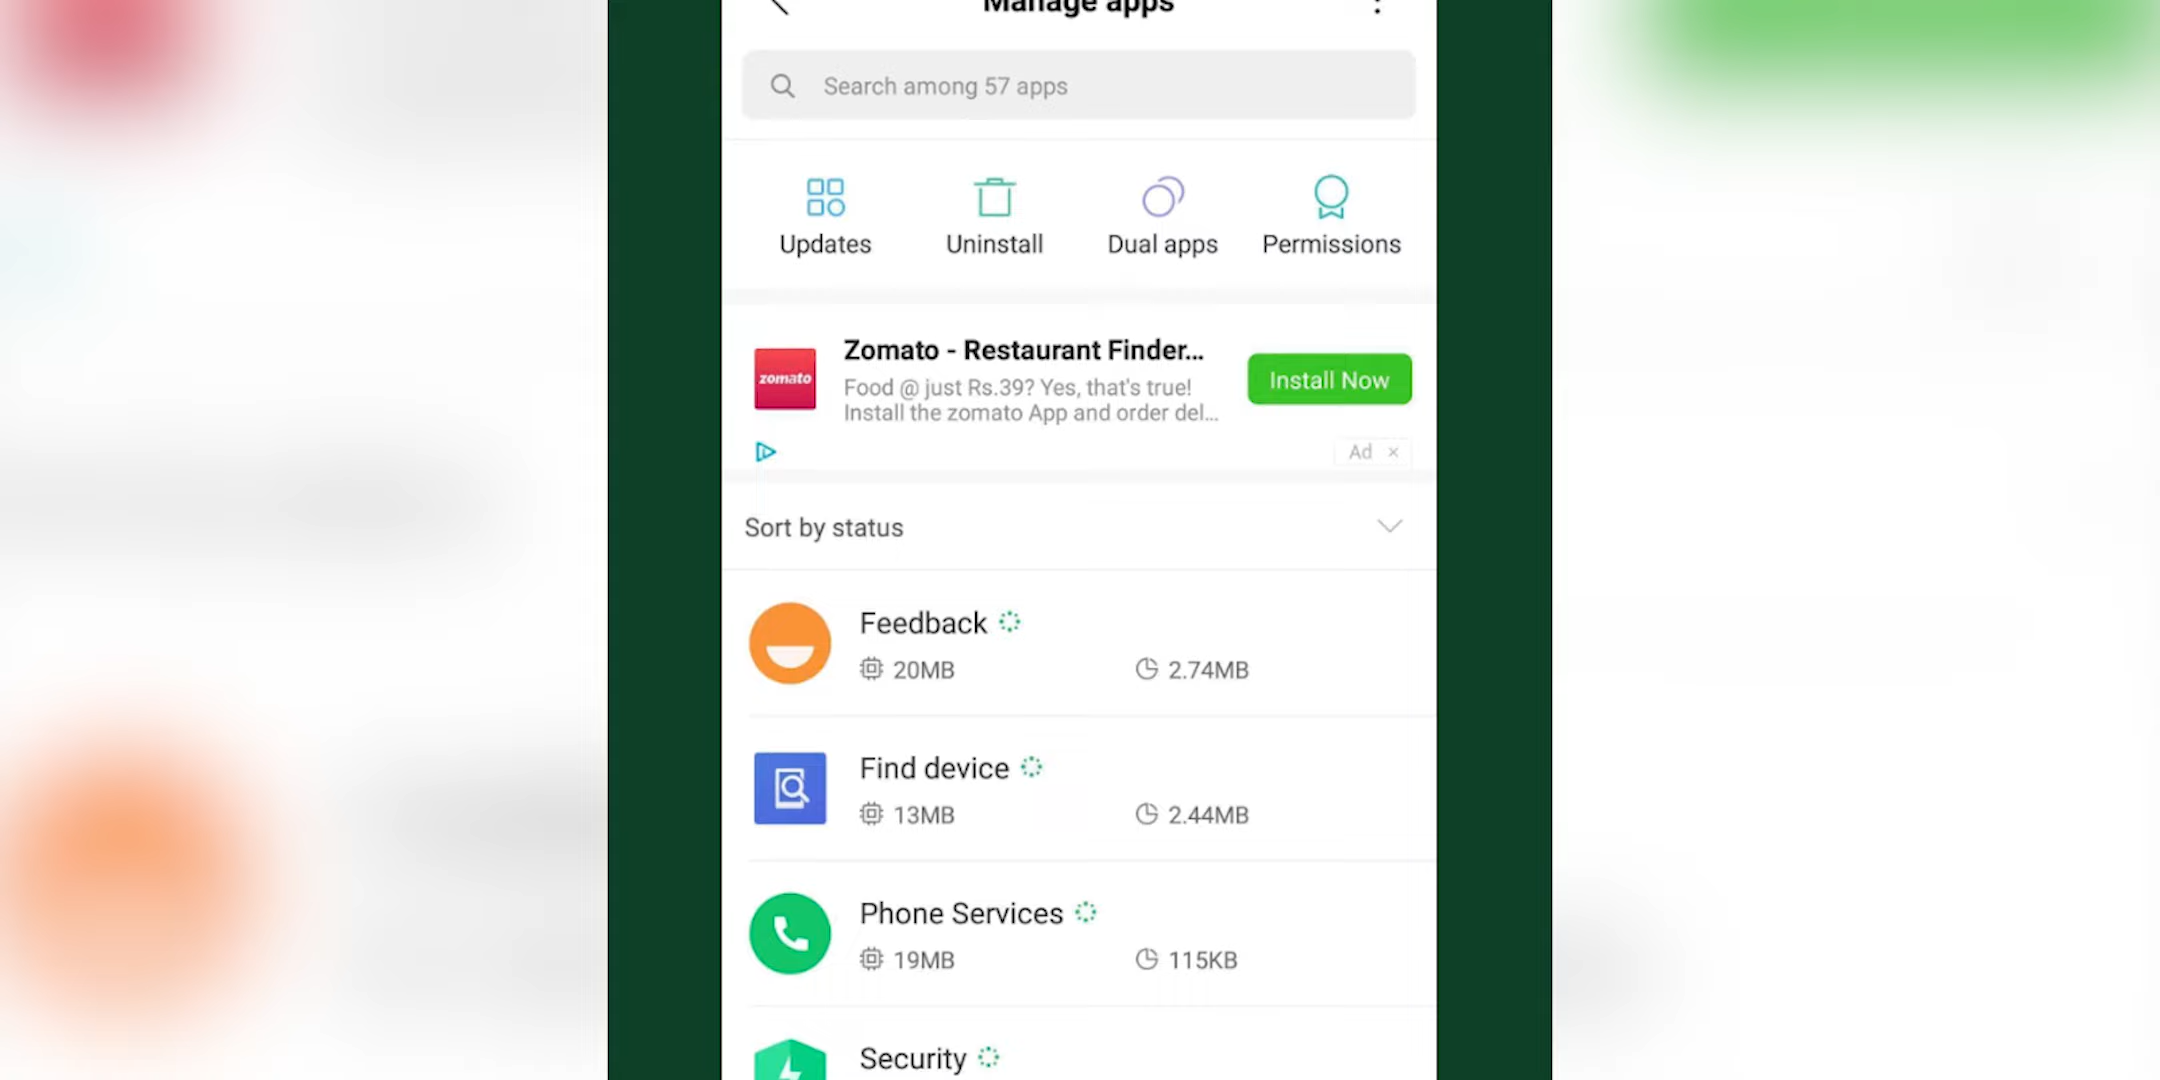 Manage apps
Search among 57 apps
Updates
Uninstall
Dual apps
Permissions
zomato
Zomato - Restaurant Finder...
Food @ just Rs.39? Yes, that's true!
Install the zomato App and order del...
Install Now
Ad ×
Sort by status
Feedback
20MB
2.74MB
Find device
13MB
2.44MB
Phone Services
19MB
115KB
Security